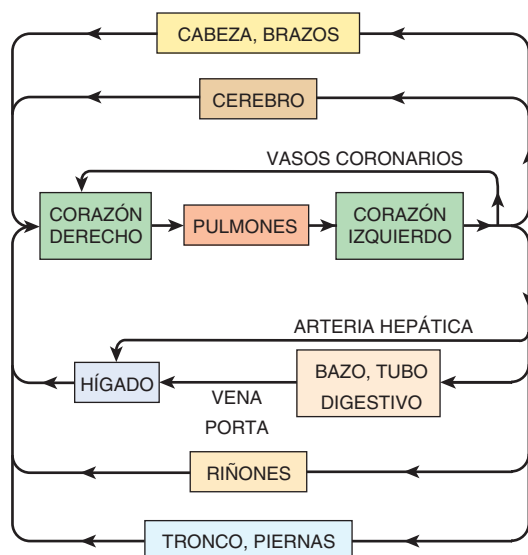 CABEZA, BRAZOS
CEREBRO
VASOS CORONARIOS
CORAZÓN
DERECHO
PULMONES
CORAZÓN
IZQUIERDO
ARTERIA HEPÁTICA
HÍGADO
VENA
PORTA
BAZO, TUBO
DIGESTIVO
RIÑONES
TRONCO, PIERNAS